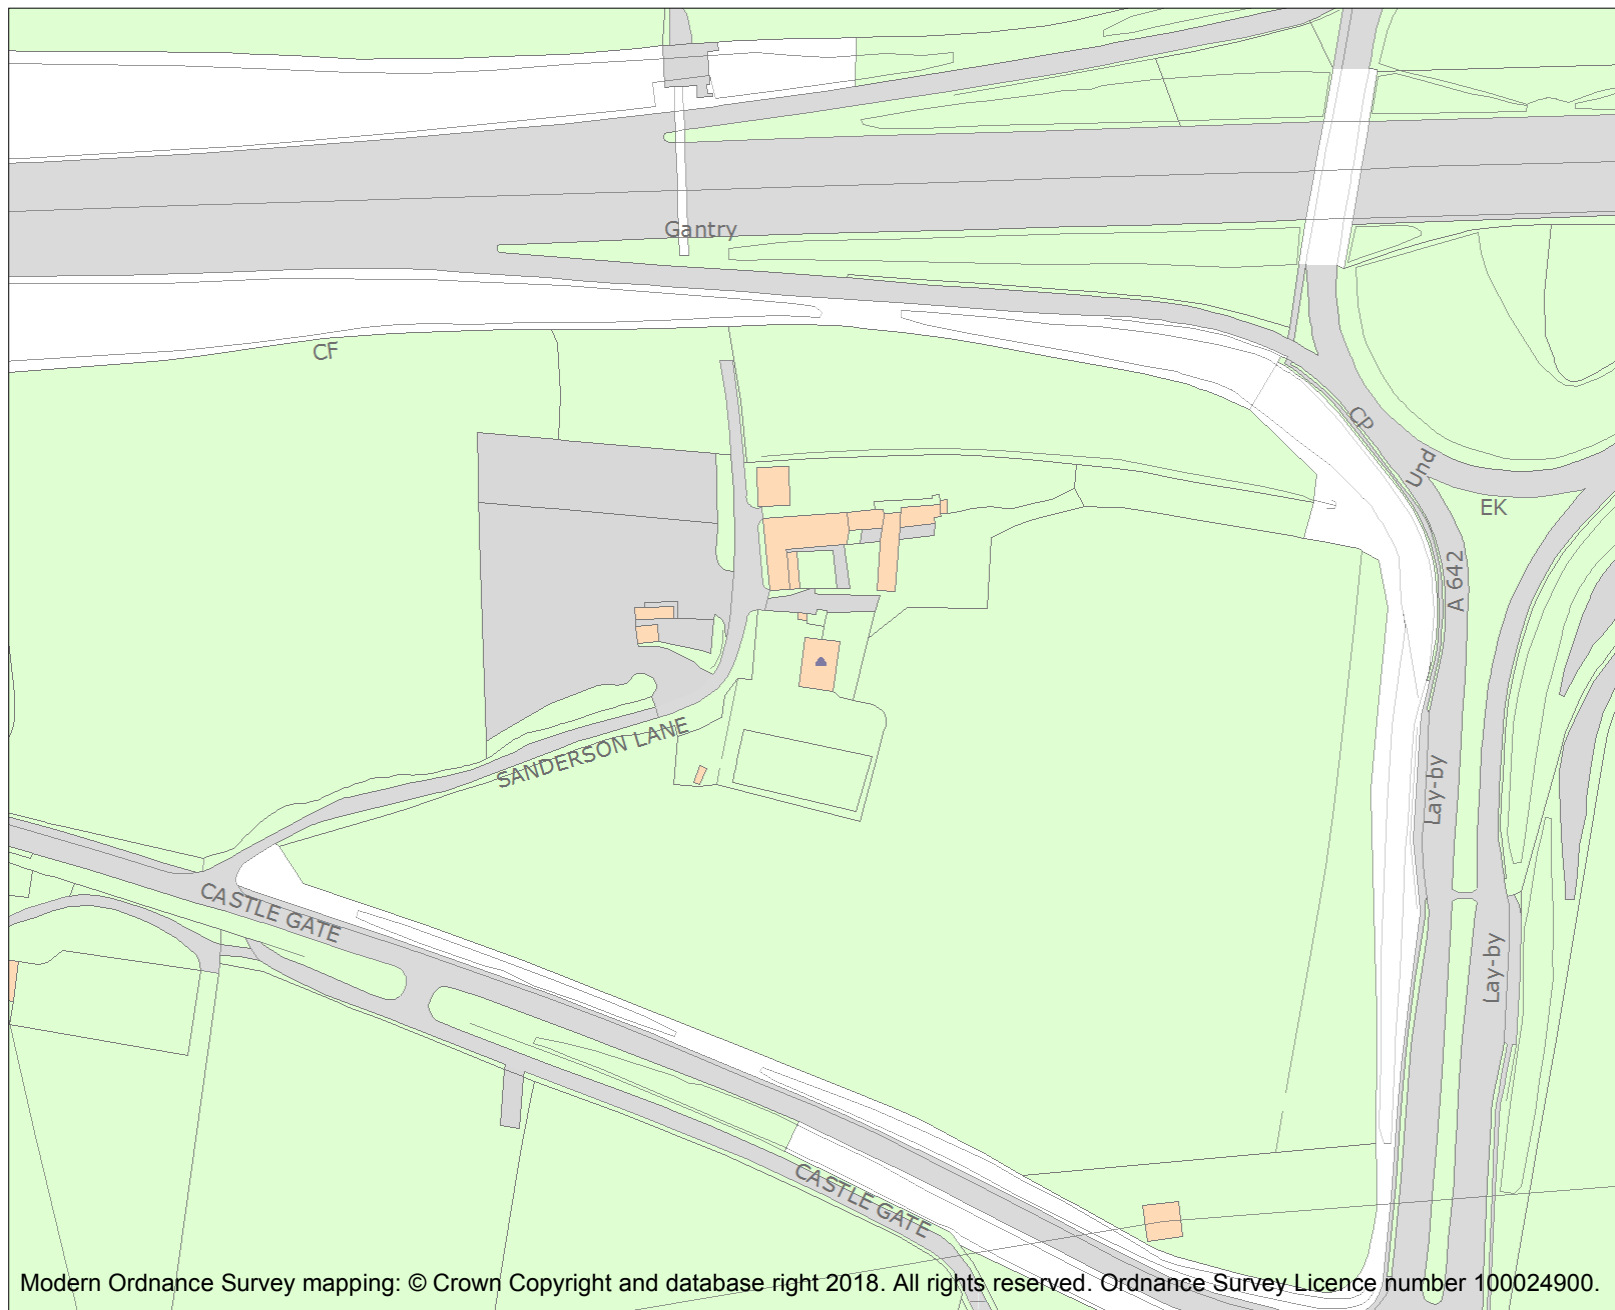 Gantry
CF
CP
Und
EK
A 642
SANDERSON LANE
Lay-by
CASTLE GATE
Lay-by
CASTLE GATE
Modern Ordnance Survey mapping: © Crown Copyright and database right 2018. All rights reserved. Ordnance Survey Licence number 100024900.